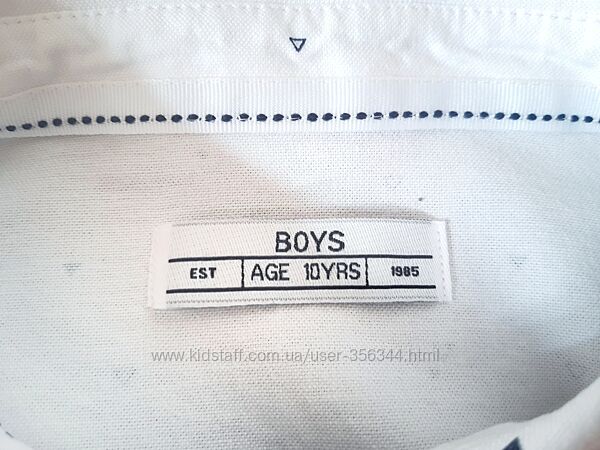 BOYS
EST AGE 10YRS 1985
www.kidstaff.com.ua/user-356344.html